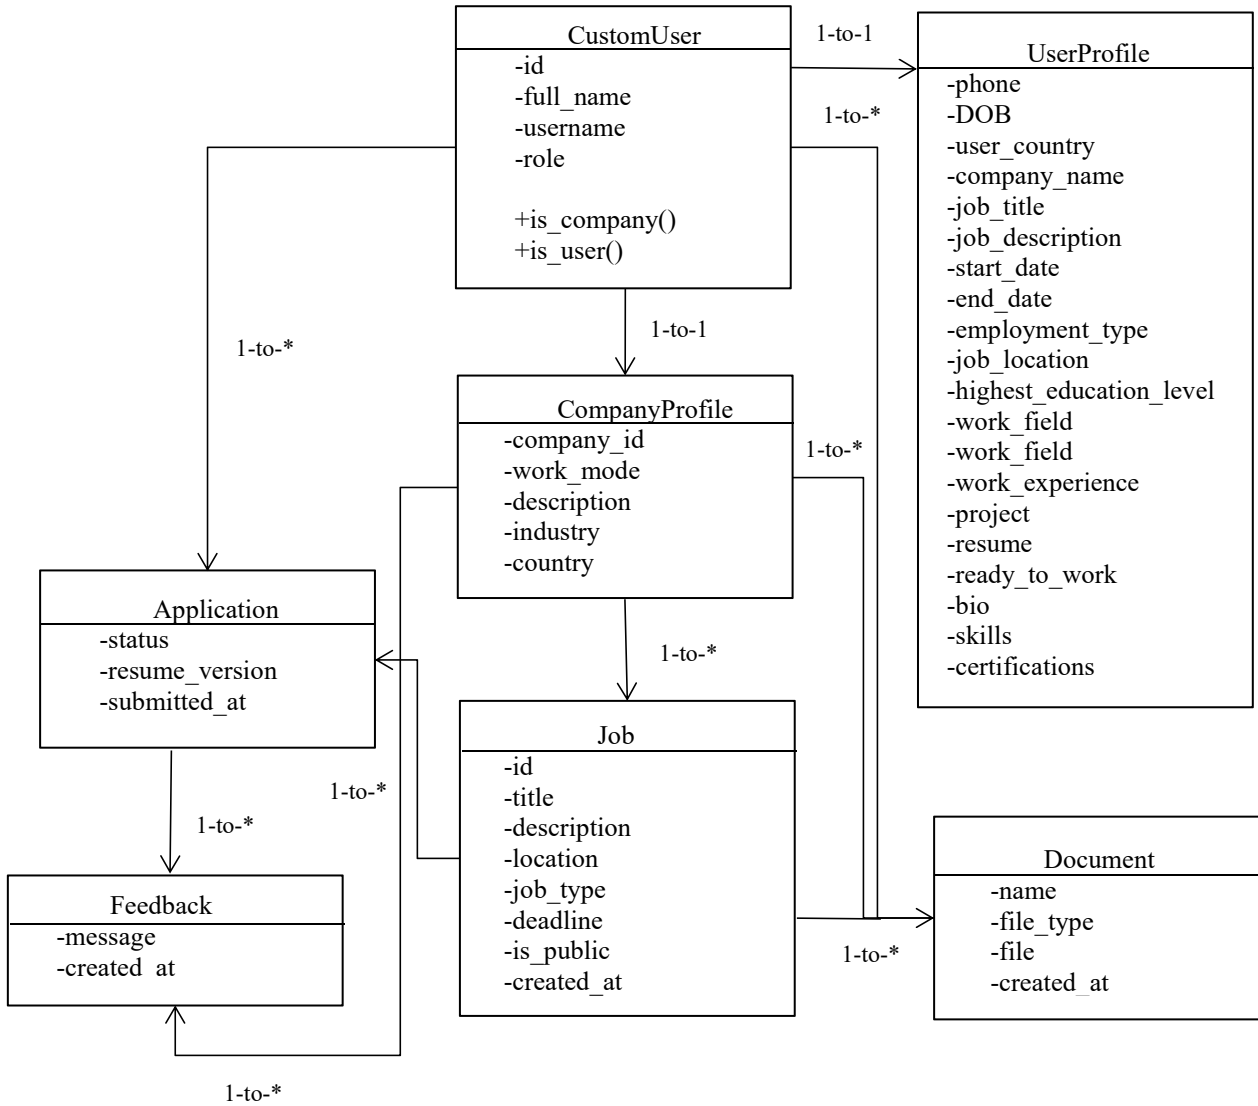 CustomUser
-id
-full_name
-username
-role
+is_company()
+is_user()
1-to-1
1-to-*
UserProfile
-phone
-DOB
-user_country
-company_name
-job_title
-job_description
-start_date
-end_date
-employment_type
-job_location
-highest_education_level
-work_field
-work_field
-work_experience
-project
-resume
-ready_to_work
-bio
-skills
-certifications
1-to-*
1-to-1
CompanyProfile
-company_id
-work_mode
-description
-industry
-country
1-to-*
Application
-status
-resume_version
-submitted_at
1-to-*
Job
-id
-title
-description
-location
-job_type
-deadline
-is_public
-created_at
1-to-*
1-to-*
Feedback
-message
-created_at
1-to-*
Document
-name
-file_type
-file
-created_at
1-to-*